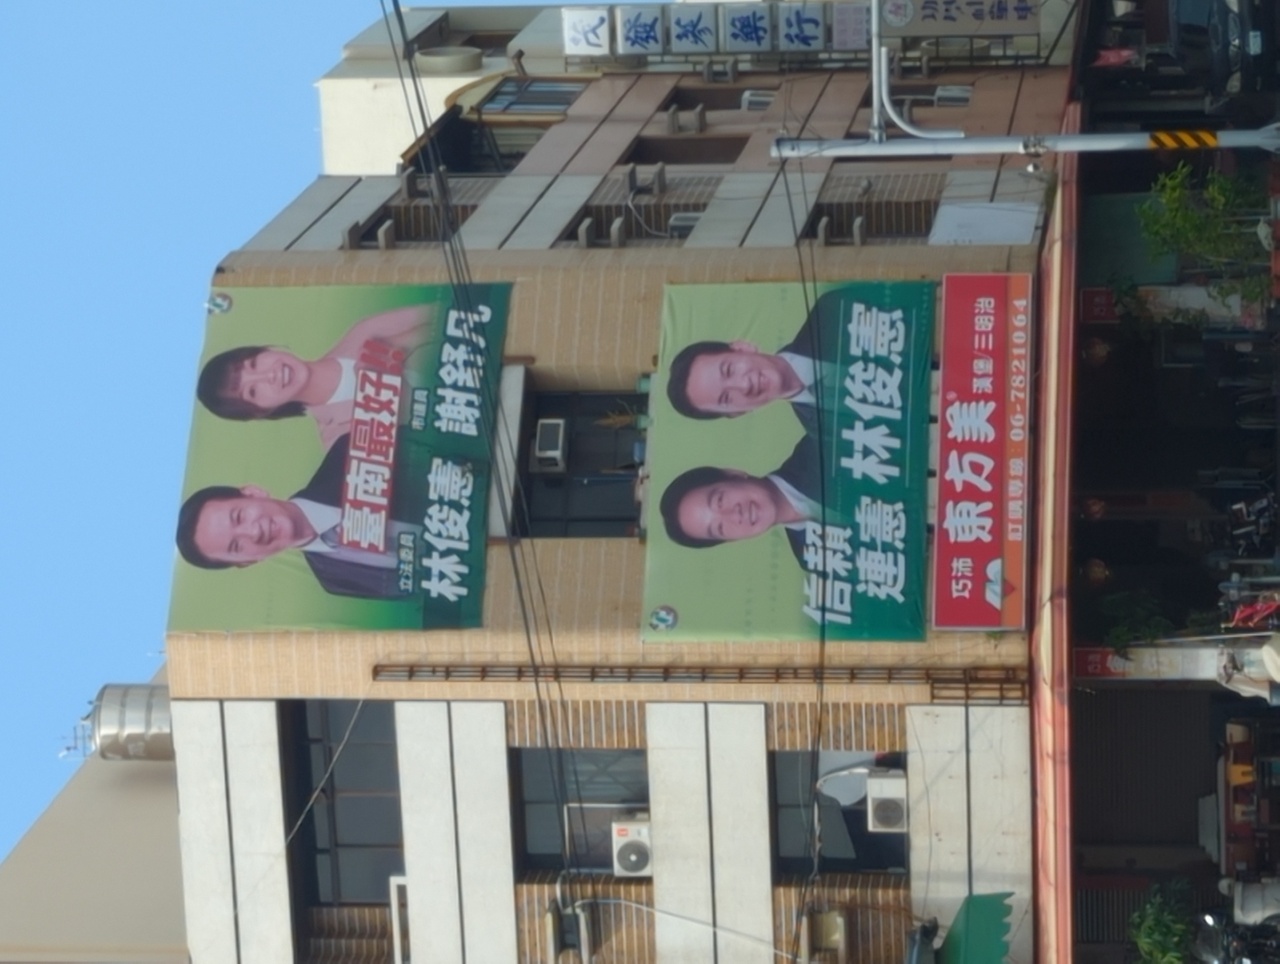 臺南最好!!
立法委員
林俊憲
市議員
謝舒凡
信賴
連憲
林俊憲
巧沛
東方美®
漢堡/三明治
訂購專線：06-7821064
茂發蔘藥行